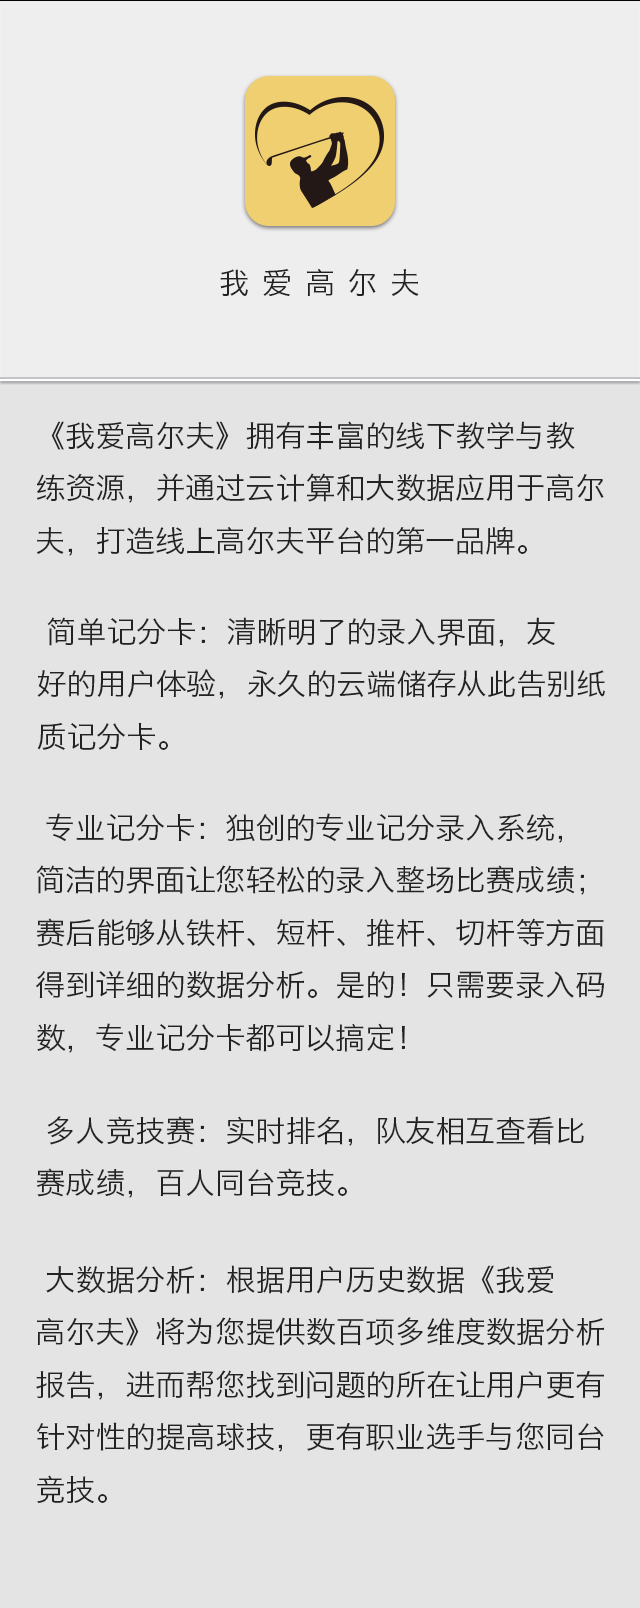 我爱高尔夫
《我爱高尔夫》拥有丰富的线下教学与教
练资源，并通过云计算和大数据应用于高尔
夫，打造线上高尔夫平台的第一品牌。
简单记分卡：清晰明了的录入界面，友
好的用户体验，永久的云端储存从此告别纸
质记分卡。
专业记分卡：独创的专业记分录入系统，
简洁的界面让您轻松的录入整场比赛成绩；
赛后能够从铁杆、短杆、推杆、切杆等方面
得到详细的数据分析。是的！只需要录入码
数，专业记分卡都可以搞定！
多人竞技赛：实时排名，队友相互查看比
赛成绩，百人同台竞技。
大数据分析：根据用户历史数据《我爱
高尔夫》将为您提供数百项多维度数据分析
报告，进而帮您找到问题的所在让用户更有
针对性的提高球技，更有职业选手与您同台
竞技。